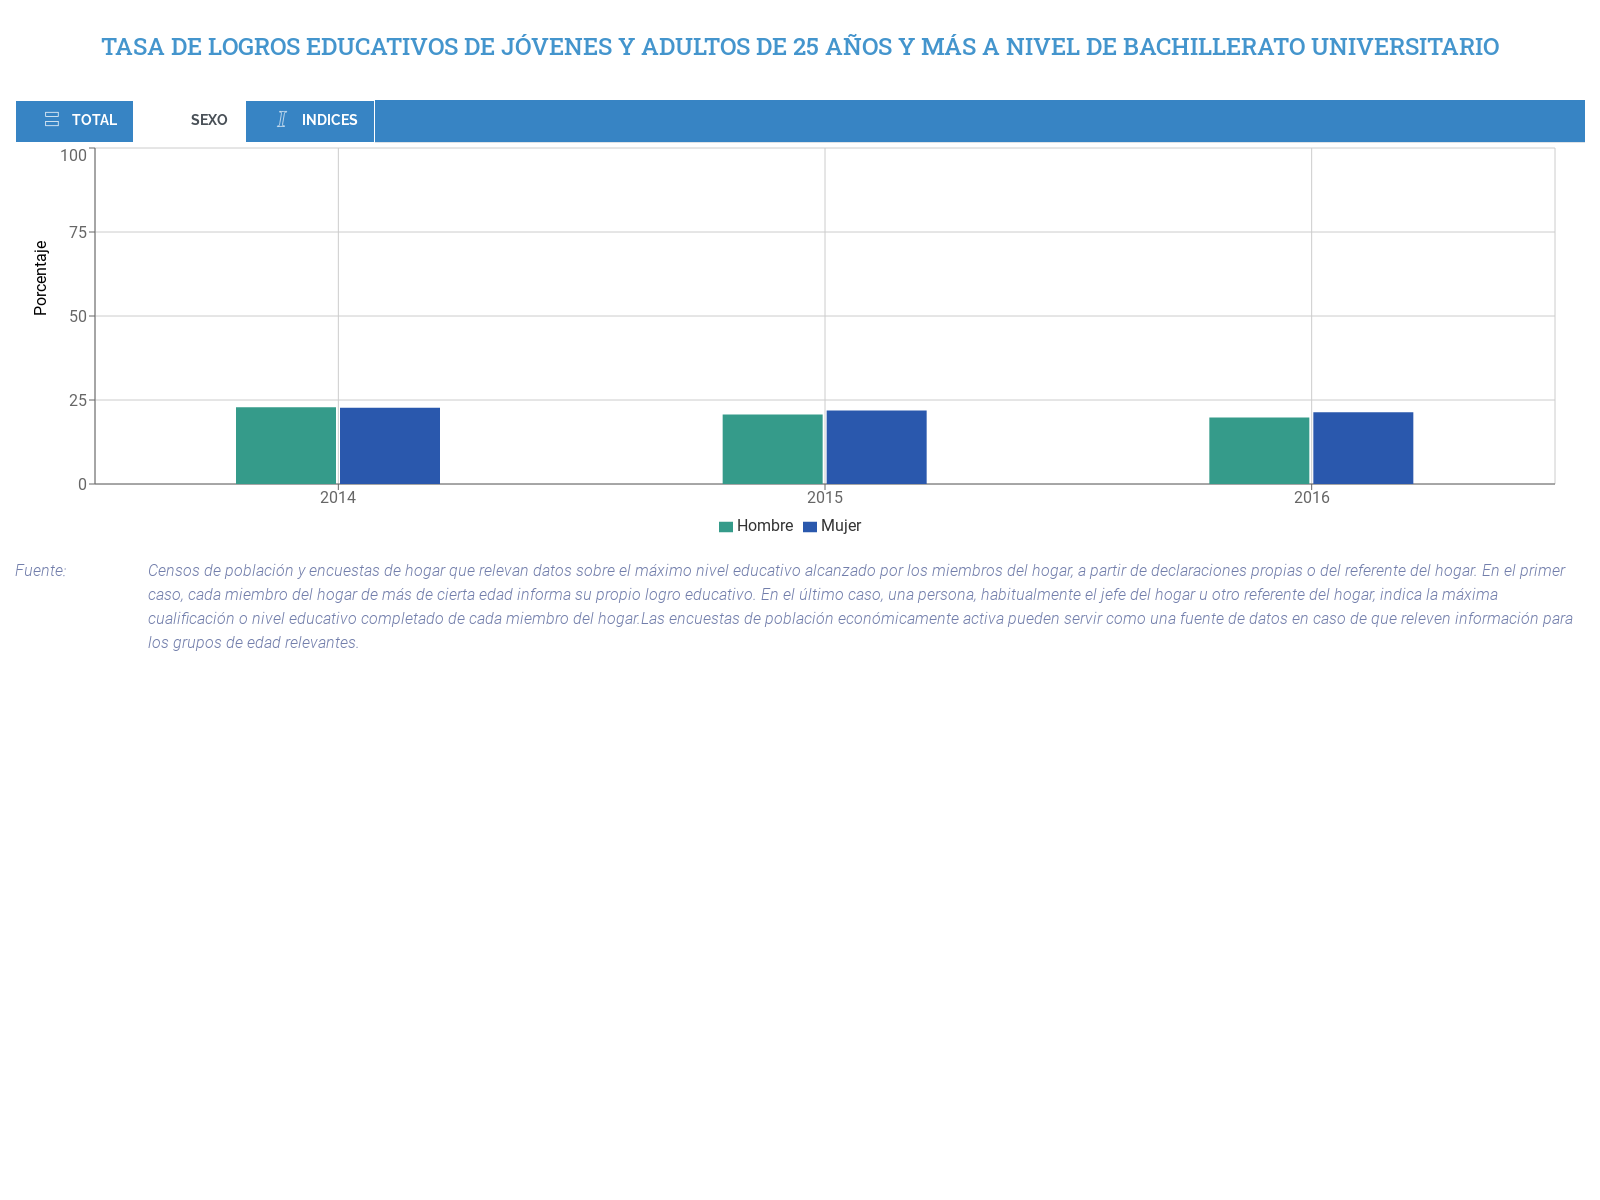 TASA DE LOGROS EDUCATIVOS DE JÓVENES Y ADULTOS DE 25 AÑOS Y MÁS A NIVEL DE BACHILLERATO UNIVERSITARIO
TOTAL
SEXO
INDICES
100
75
50
25
0
Porcentaje
2014
2015
2016
Hombre
Mujer
Fuente:
Censos de población y encuestas de hogar que relevan datos sobre el máximo nivel educativo alcanzado por los miembros del hogar, a partir de declaraciones propias o del referente del hogar. En el primer
caso, cada miembro del hogar de más de cierta edad informa su propio logro educativo. En el último caso, una persona, habitualmente el jefe del hogar u otro referente del hogar, indica la máxima
cualificación o nivel educativo completado de cada miembro del hogar.Las encuestas de población económicamente activa pueden servir como una fuente de datos en caso de que releven información para
los grupos de edad relevantes.